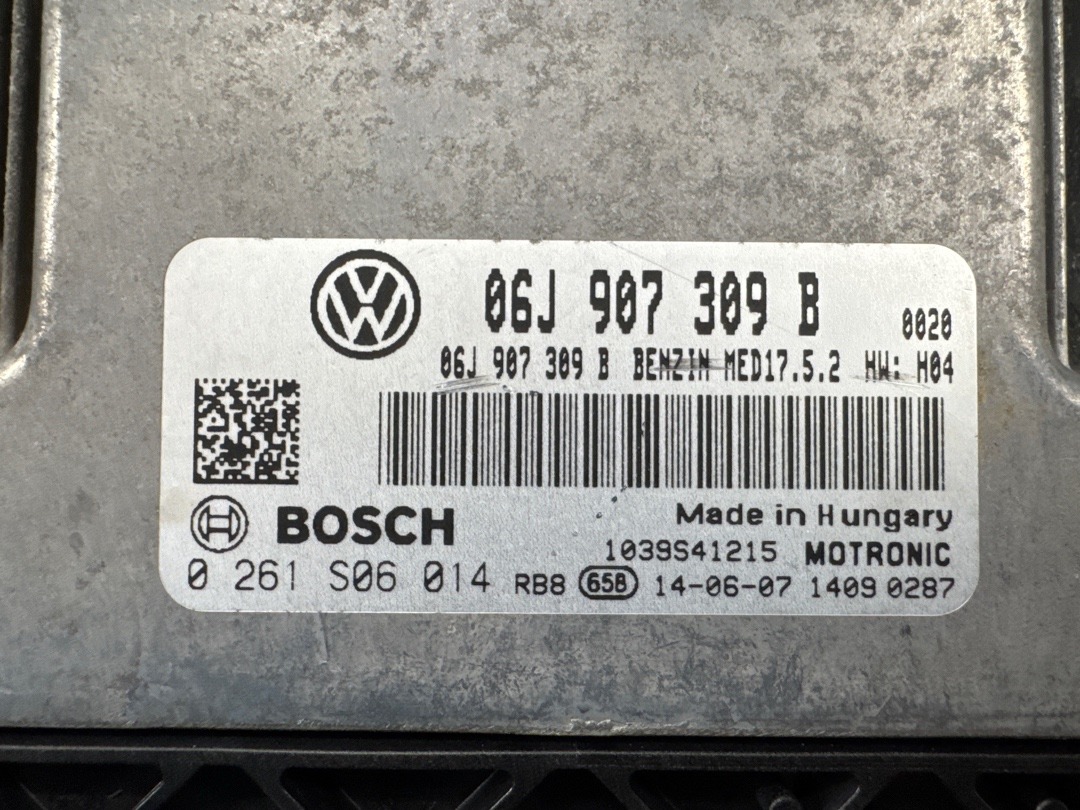 06J 907 309 B 0020
06J 907 309 B BENZIN MED17.5.2 HW: H04
BOSCH Made in Hungary
1039S41215 MOTRONIC
0 261 S06 014 RB8 65B 14-06-07 1409 0287